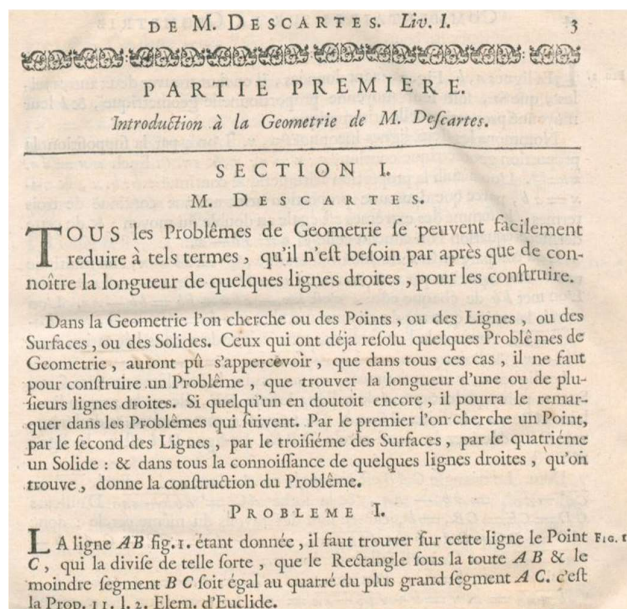 DE M. DESCARTES. Liv. I. 3
PARTIE PREMIERE.
Introduction à la Geometrie de M. Descartes.
SECTION I.
M. DESCARTES.
TOUS les Problêmes de Geometrie se peuvent facilement
reduire à tels termes, qu'il n'est besoin par après que de con-
noître la longueur de quelques lignes droites, pour les construire.
Dans la Geometrie l'on cherche ou des Points, ou des Lignes, ou des
Surfaces, ou des Solides. Ceux qui ont déja resolu quelques Problêmes de
Geometrie, auront pû s'appercevoir, que dans tous ces cas, il ne faut
pour construire un Problême, que trouver la longueur d'une ou de plu-
sieurs lignes droites. Si quelqu'un en doutoit encore, il pourra le remar-
quer dans les Problêmes qui suivent. Par le premier l'on cherche un Point,
par le second des Lignes, par le troisiéme des Surfaces, par le quatriéme
un Solide: & dans tous la connoissance de quelques lignes droites, qu'on
trouve, donne la construction du Problême.
PROBLEME I.
LA ligne AB fig. 1. étant donnée, il faut trouver sur cette ligne le Point FIG. 1
C, qui la divise de telle sorte, que le Rectangle sous la toute AB & le
moindre segment BC soit égal au quarré du plus grand segment AC. c'est
la Prop. 11. l. 2. Elem. d'Euclide.